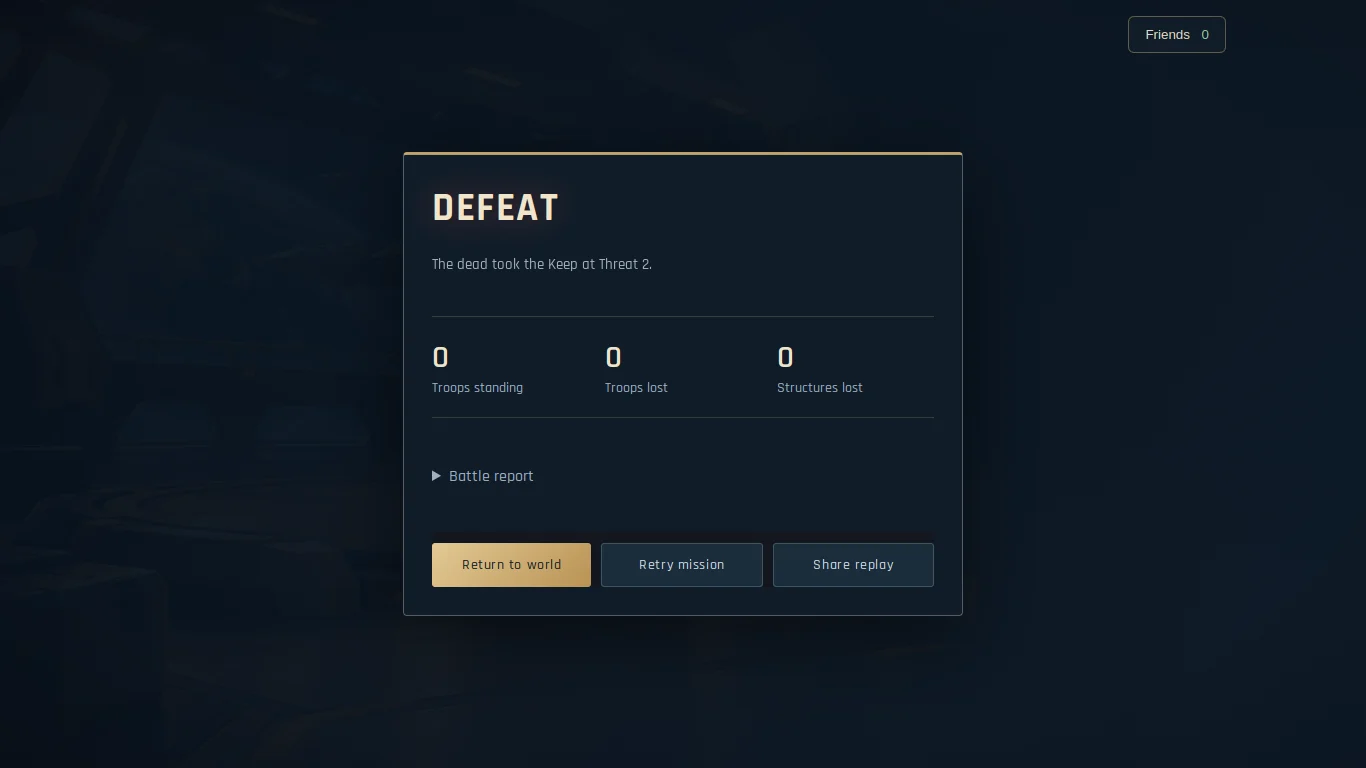 Friends 0
DEFEAT
The dead took the Keep at Threat 2.
0 0 0
Troops standing Troops lost Structures lost
Battle report
Return to world Retry mission Share replay